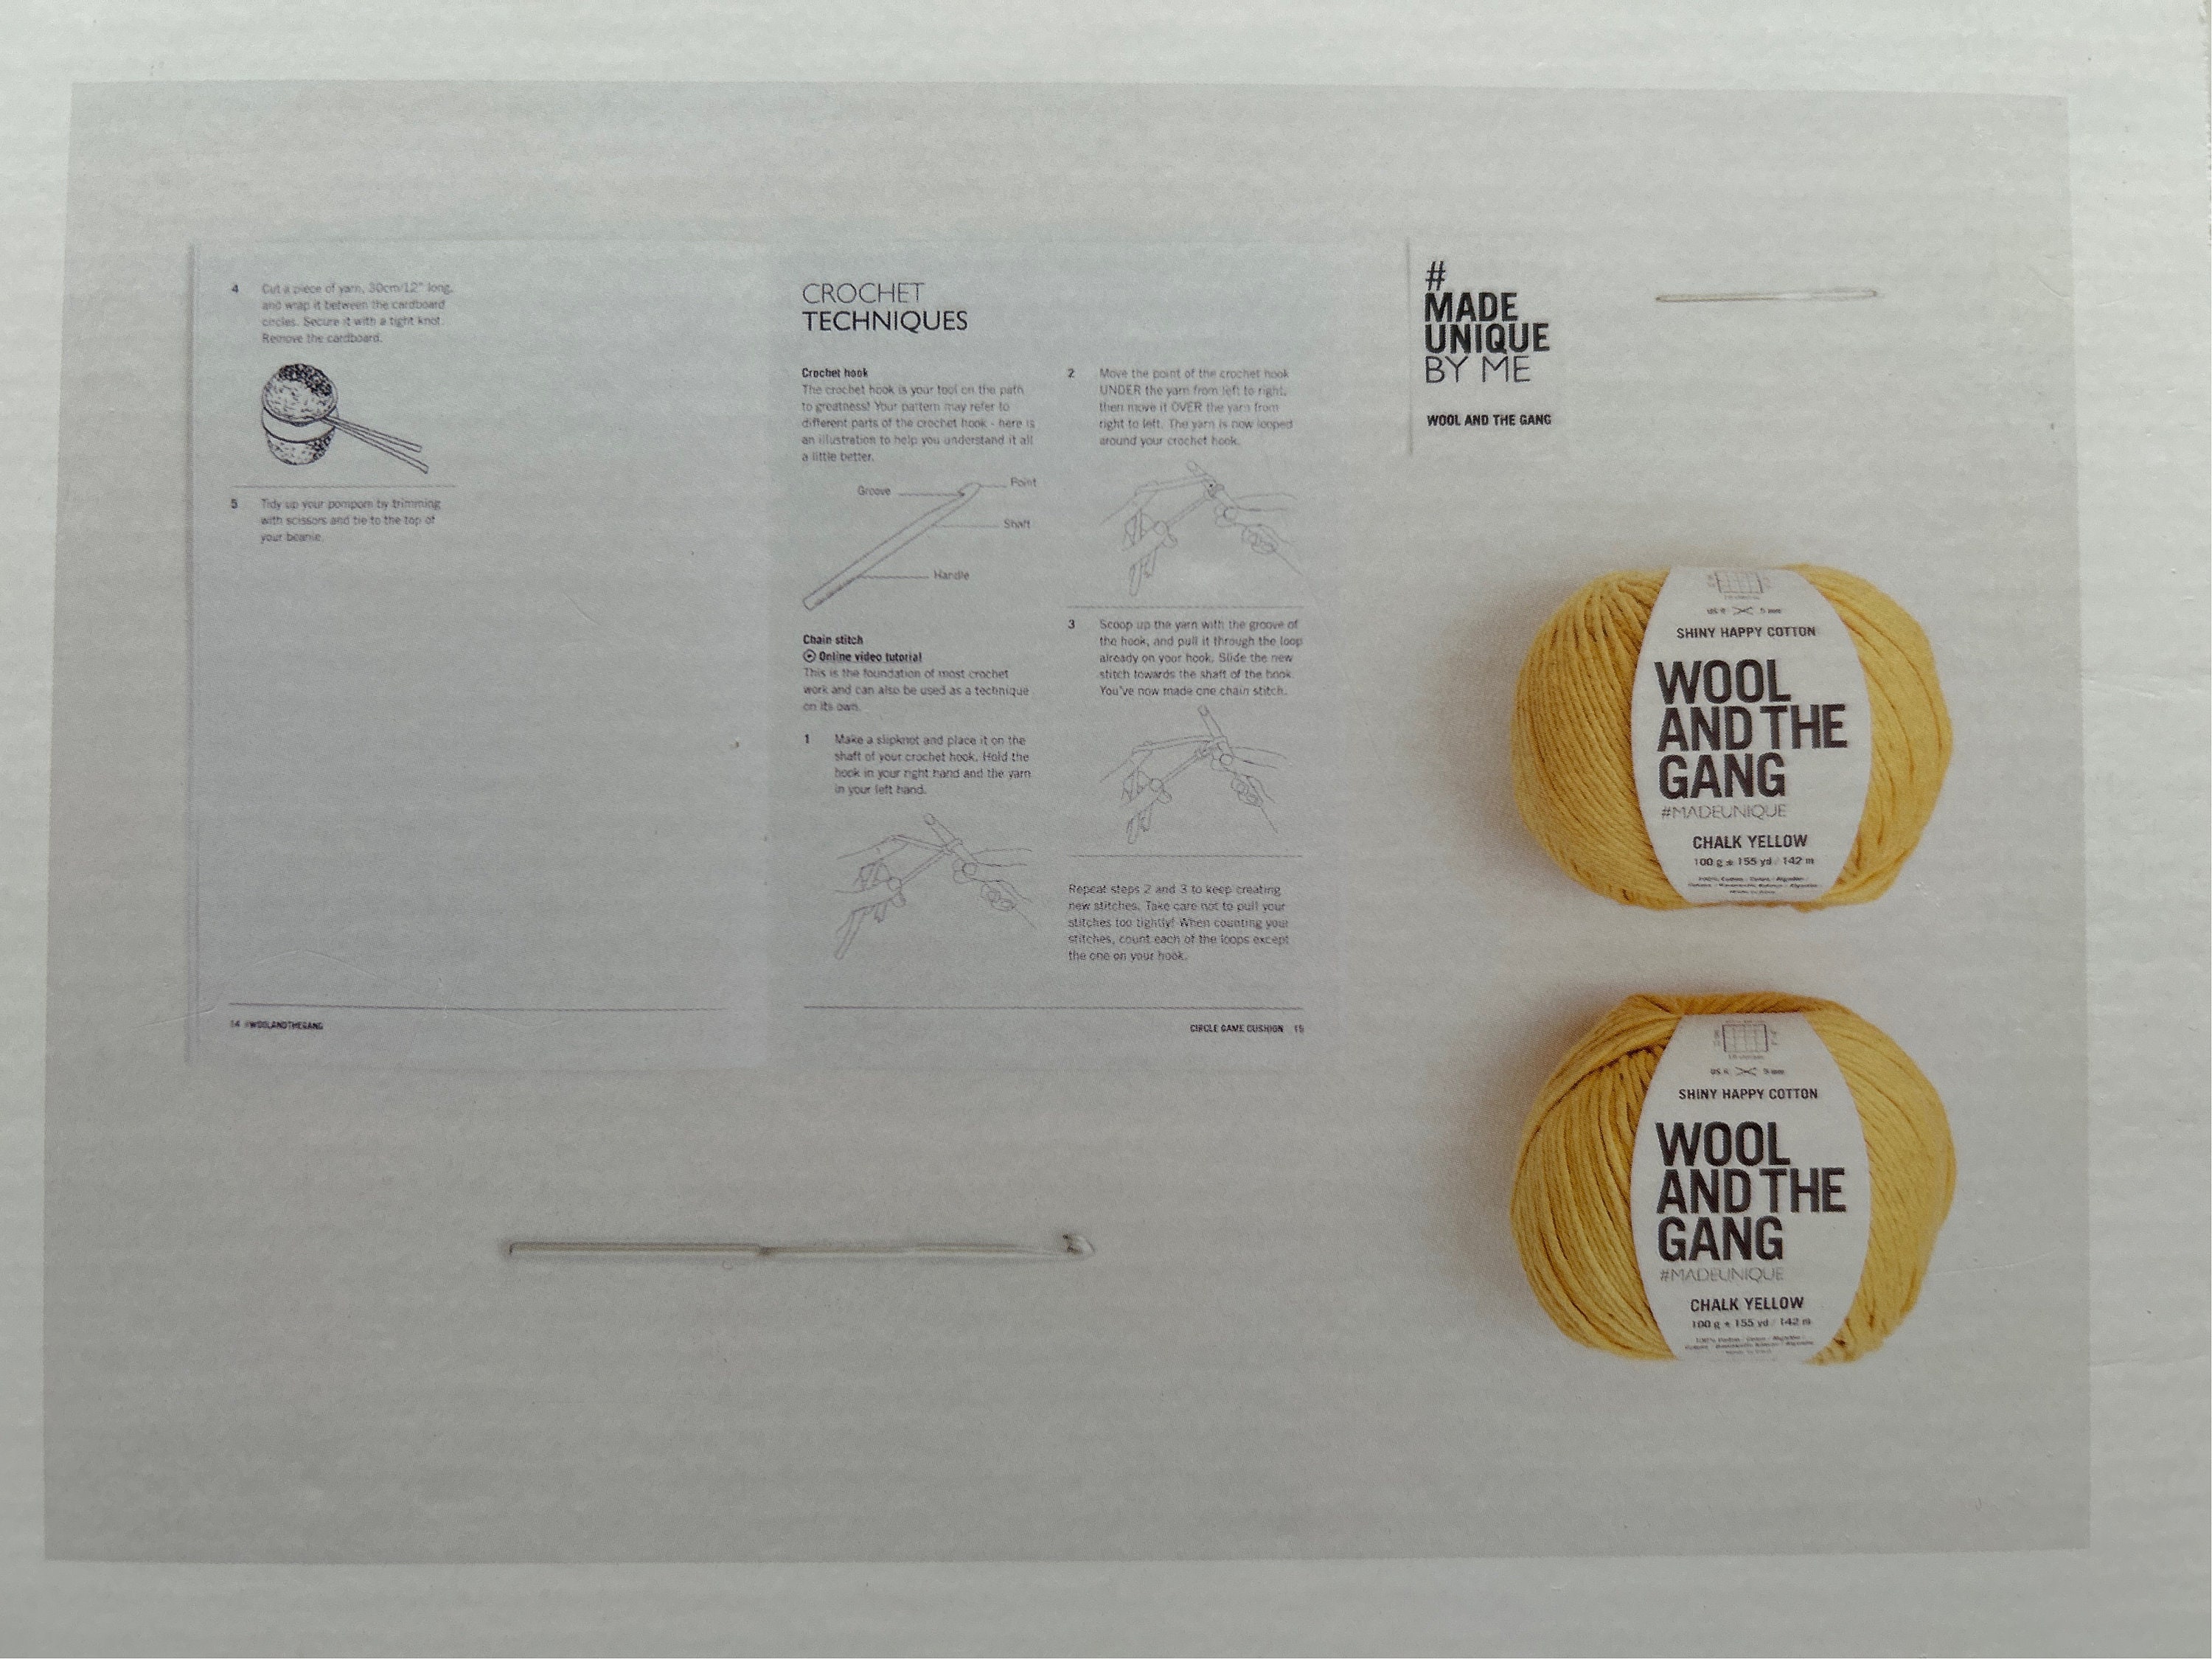 4 Cut a piece of yarn, 30cm/12" long,
and wrap it between the cardboard
circles. Secure it with a tight knot.
Remove the cardboard.
5 Tidy up your pompom by trimming
with scissors and tie to the top of
your beanie.
14 #WOOLANDTHEGANG
CROCHET
TECHNIQUES
Crochet hook
The crochet hook is your tool on the path
to greatness! Your pattern may refer to
different parts of the crochet hook - here is
an illustration to help you understand it all
a little better.
Groove
Point
Shaft
Handle
Chain stitch
Online video tutorial
This is the foundation of most crochet
work and can also be used as a technique
on its own.
1 Make a slipknot and place it on the
shaft of your crochet hook. Hold the
hook in your right hand and the yarn
in your left hand.
2 Move the point of the crochet hook
UNDER the yarn from left to right,
then move it OVER the yarn from
right to left. The yarn is now looped
around your crochet hook.
3 Scoop up the yarn with the groove of
the hook, and pull it through the loop
already on your hook. Slide the new
stitch towards the shaft of the hook.
You've now made one chain stitch.
Repeat steps 2 and 3 to keep creating
new stitches. Take care not to pull your
stitches too tightly! When counting your
stitches, count each of the loops except
the one on your hook.
CIRCLE GAME CUSHION 15
#
MADE
UNIQUE
BY ME
WOOL AND THE GANG
5 mm
SHINY HAPPY COTTON
WOOL
AND THE
GANG
#MADEUNIQUE
CHALK YELLOW
100 g ± 155 yd / 142 m
SHINY HAPPY COTTON
WOOL
AND THE
GANG
#MADEUNIQUE
CHALK YELLOW
100 g ± 155 yd / 142 m